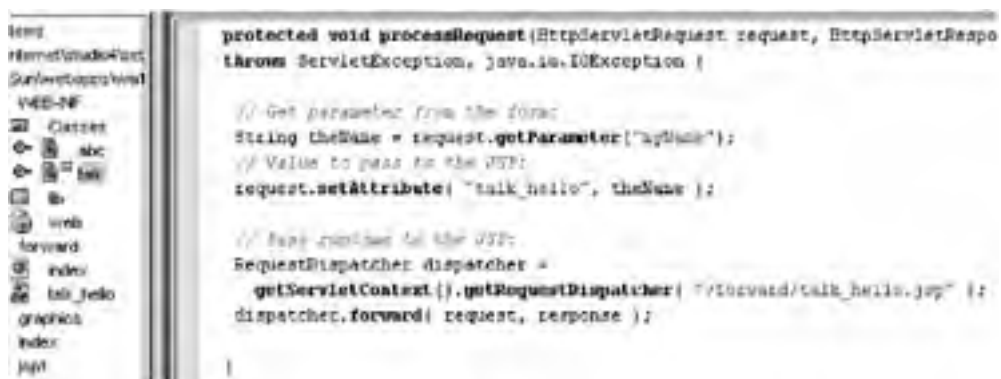 WEB-INF
Classes
abc
talk
lib
web
forward
index
talk_hello
graphics
index
protected void processRequest(HttpServletRequest request, HttpServletRespo
throws ServletException, java.io.IOException {
// Get parameter from the form:
String theName = request.getParameter("myName");
// Value to pass to the JSP:
request.setAttribute( "talk_hello", theName );
// Pass runtime to the JSP:
RequestDispatcher dispatcher =
getServletContext().getRequestDispatcher( "/forward/talk_hello.jsp" );
dispatcher.forward( request, response );
}